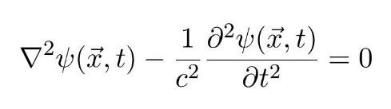 ∇²ψ(x⃗, t) − (1/c²) ∂²ψ(x⃗, t)/∂t² = 0